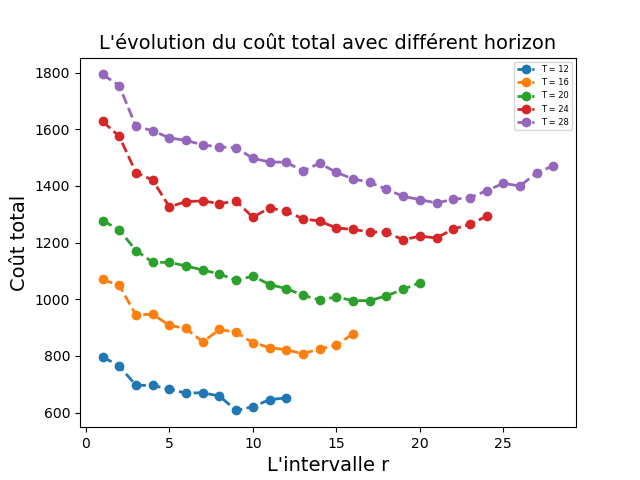 L'évolution du coût total avec différent horizon
T = 12
T = 16
T = 20
T = 24
T = 28
Coût total
1800
1600
1400
1200
1000
800
600
0 5 10 15 20 25
L'intervalle r